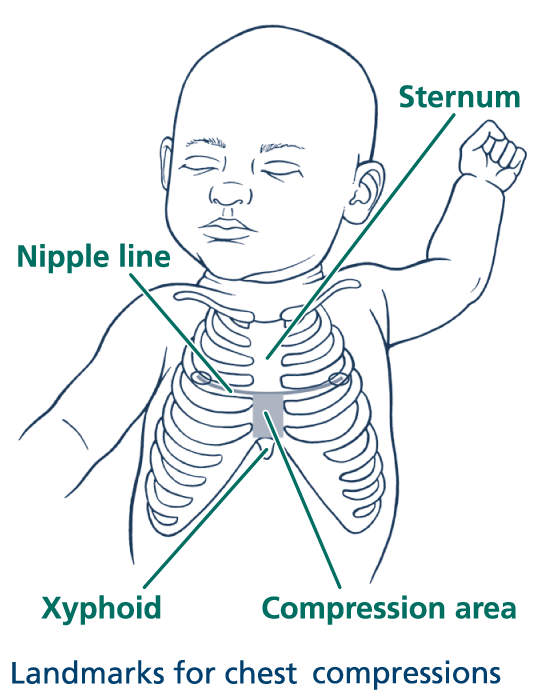 Sternum
Nipple line
Xyphoid
Compression area
Landmarks for chest compressions